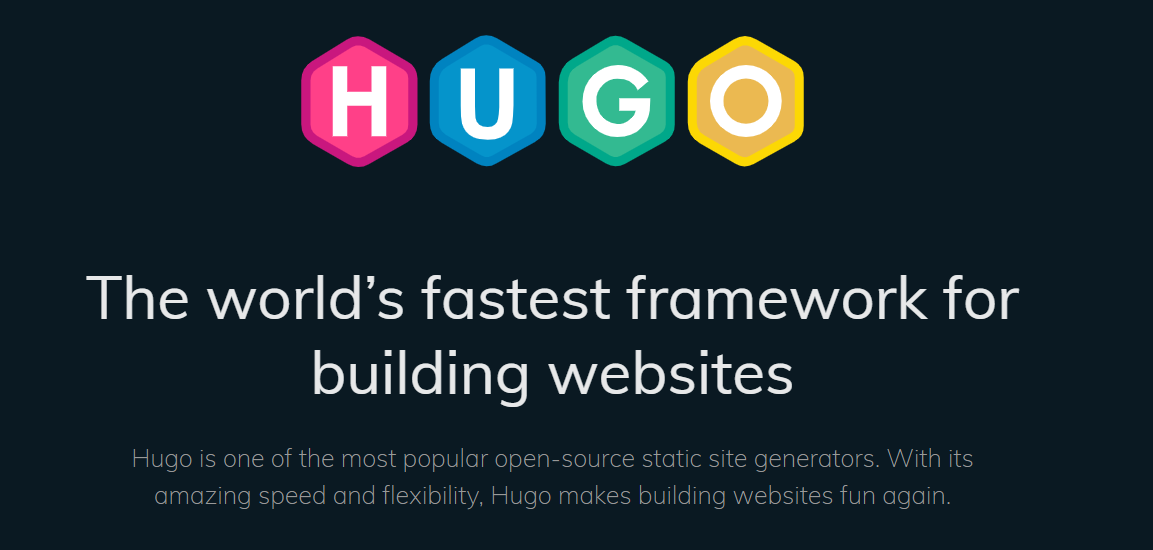 HUGO
The world’s fastest framework for
building websites
Hugo is one of the most popular open-source static site generators. With its
amazing speed and flexibility, Hugo makes building websites fun again.